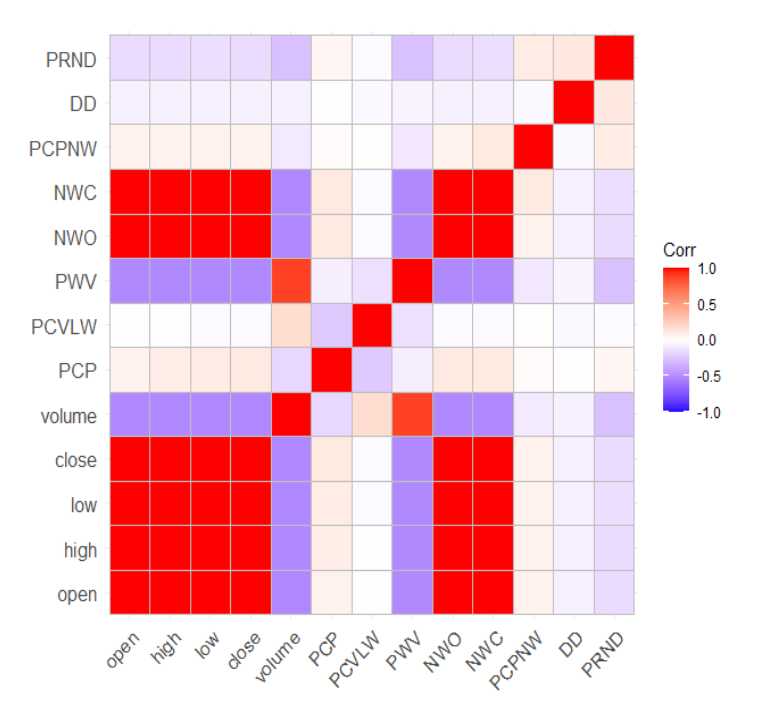 PRND
DD
PCPNW
NWC
NWO
PWV
PCVLW
PCP
volume
close
low
high
open
open
high
low
close
volume
PCP
PCVLW
PWV
NWO
NWC
PCPNW
DD
PRND
Corr
1.0
0.5
0.0
-0.5
-1.0